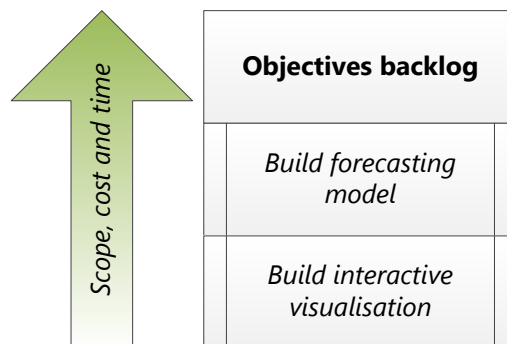 Scope, cost and time
Objectives backlog
Build forecasting
model
Build interactive
visualisation